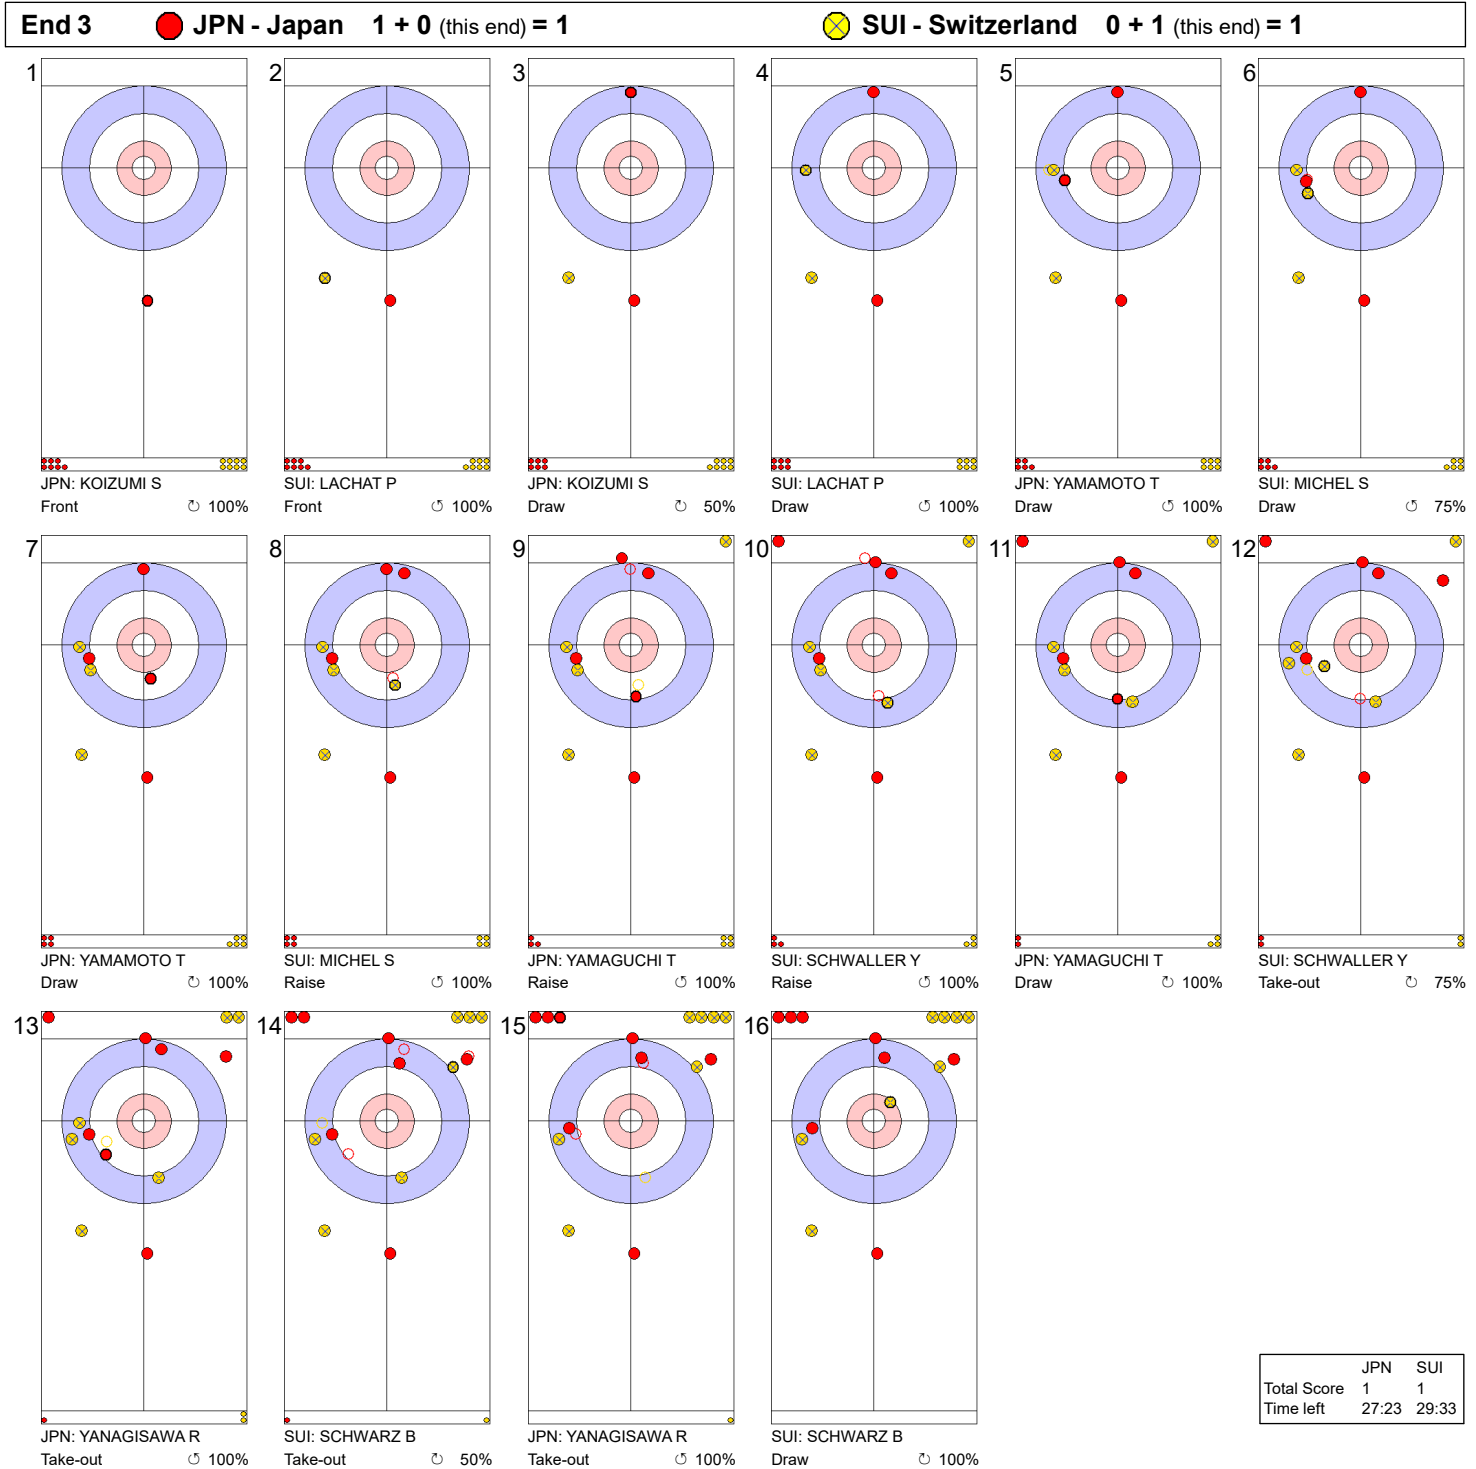 End 3 JPN - Japan 1 + 0 (this end) = 1 SUI - Switzerland 0 + 1 (this end) = 1
1 2 3 4 5 6
JPN: KOIZUMI S SUI: LACHAT P JPN: KOIZUMI S SUI: LACHAT P JPN: YAMAMOTO T SUI: MICHEL S
Front ↻ 100% Front ↺ 100% Draw ↻ 50% Draw ↺ 100% Draw ↺ 100% Draw ↺ 75%
7 8 9 10 11 12
JPN: YAMAMOTO T SUI: MICHEL S JPN: YAMAGUCHI T SUI: SCHWALLER Y JPN: YAMAGUCHI T SUI: SCHWALLER Y
Draw ↻ 100% Raise ↺ 100% Raise ↺ 100% Raise ↺ 100% Draw ↻ 100% Take-out ↺ 75%
13 14 15 16
JPN: YANAGISAWA R SUI: SCHWARZ B JPN: YANAGISAWA R SUI: SCHWARZ B
Take-out ↺ 100% Take-out ↻ 50% Take-out ↺ 100% Draw ↺ 100%
JPN SUI
Total Score 1 1
Time left 27:23 29:33